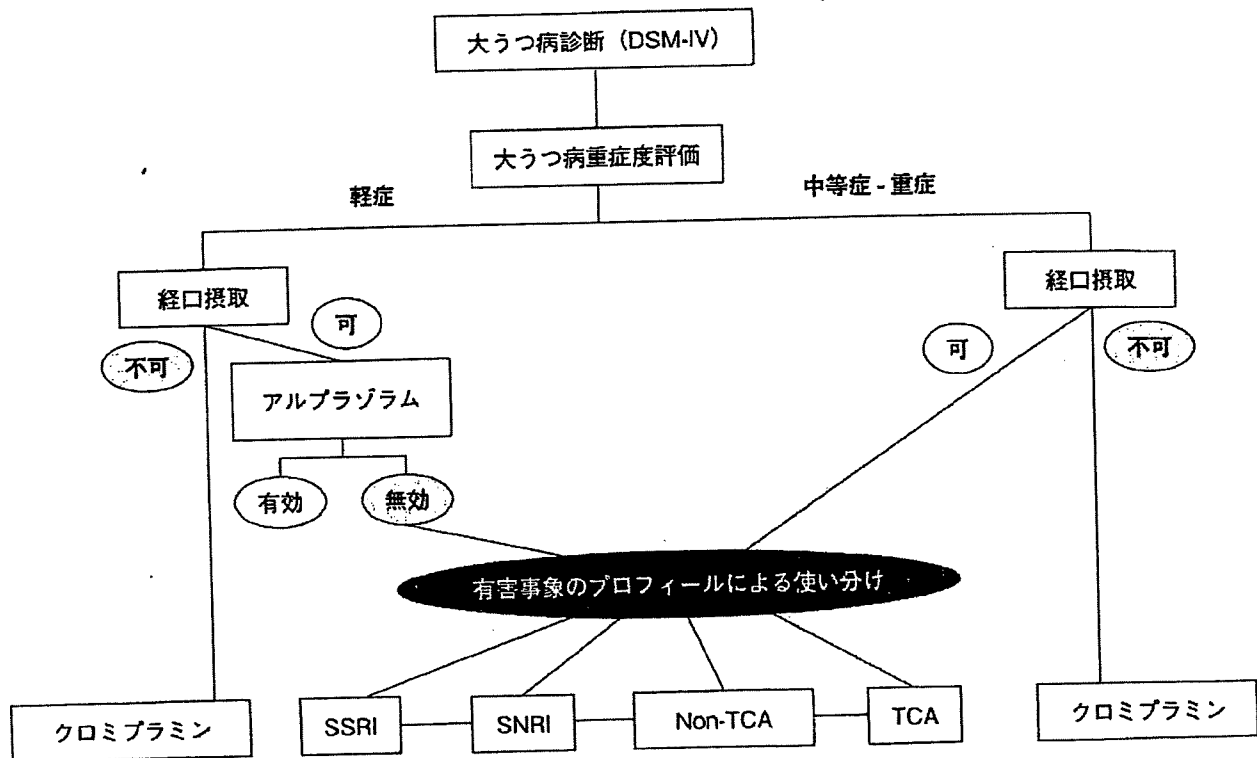 大うつ病診断（DSM-IV）
大うつ病重症度評価
軽症
中等症 - 重症
経口摂取
経口摂取
可
可
不可
不可
アルプラゾラム
有効
無効
有害事象のプロフィールによる使い分け
クロミプラミン
SSRI
SNRI
Non-TCA
TCA
クロミプラミン